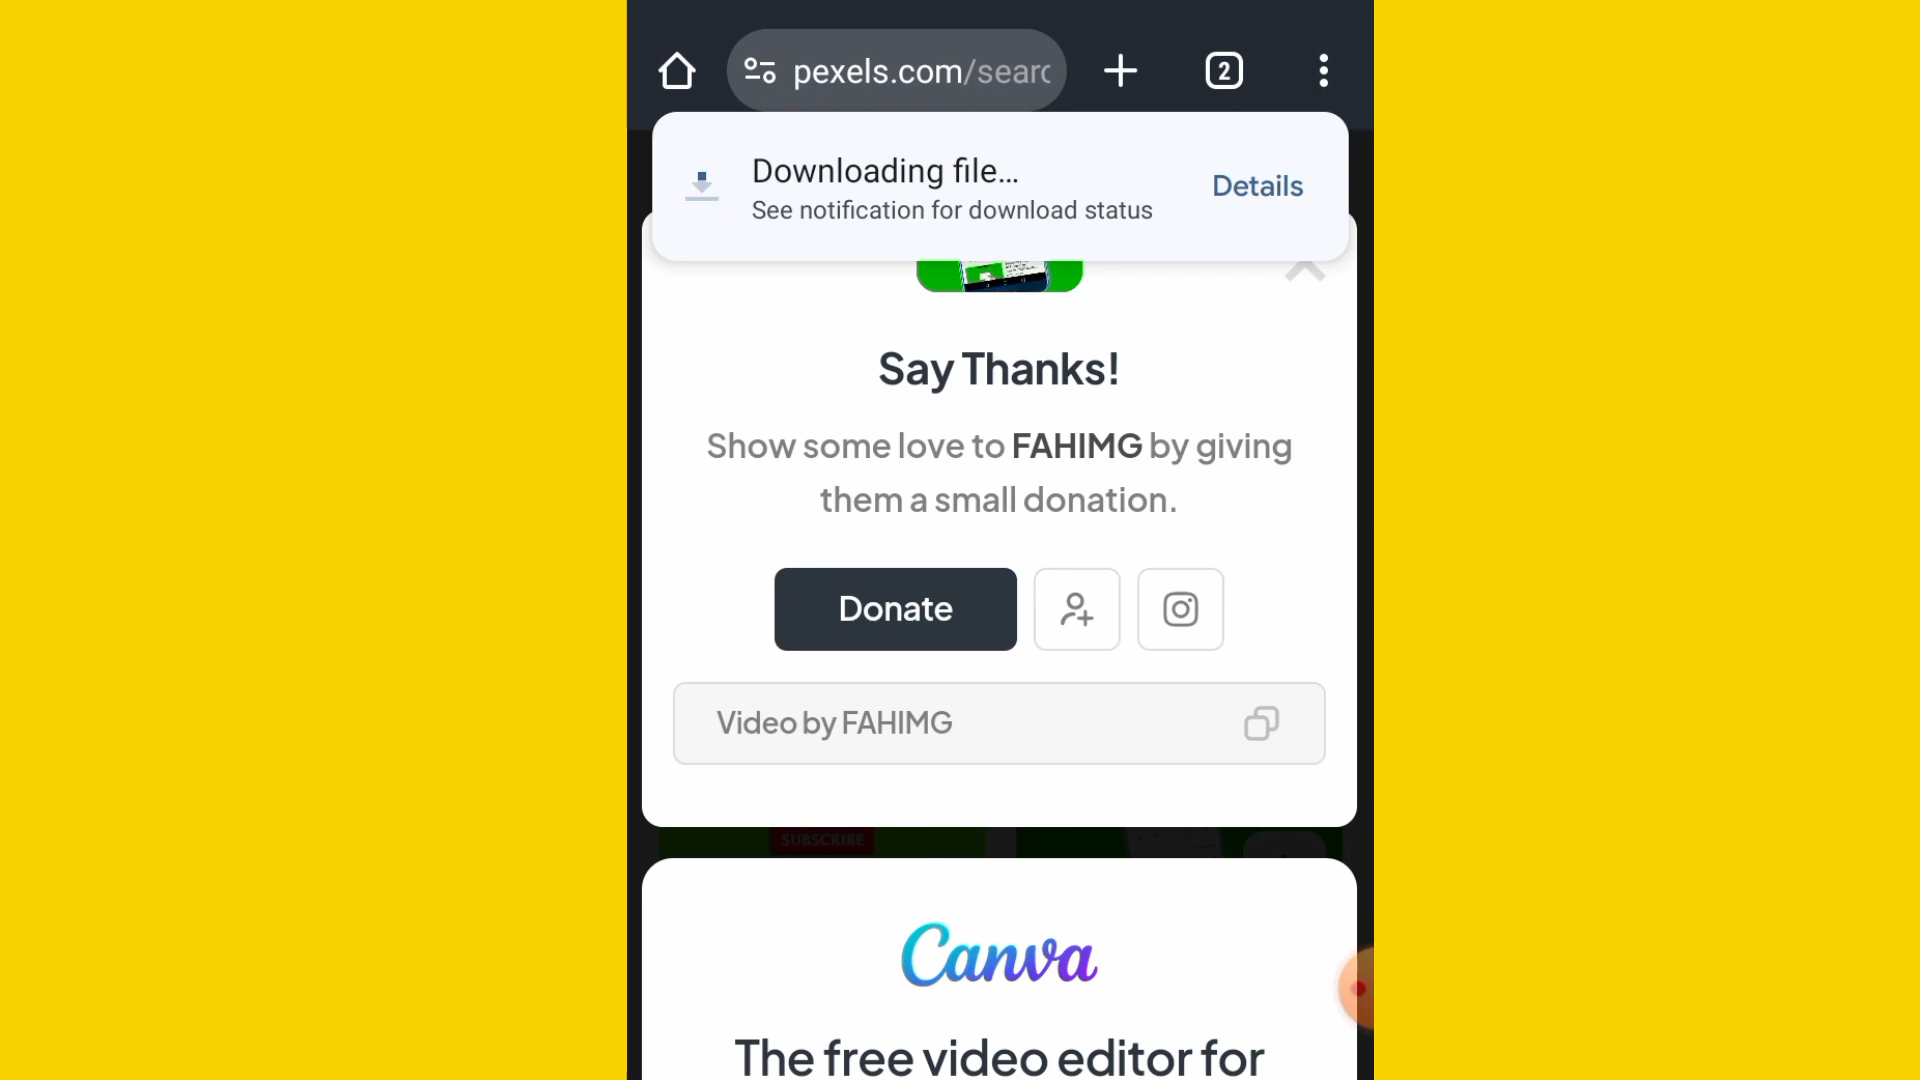 pexels.com/searc
2
Downloading file...
See notification for download status
Details
Say Thanks!
Show some love to FAHIMG by giving
them a small donation.
Donate
Video by FAHIMG
SUBSCRIBE
Canva
The free video editor for